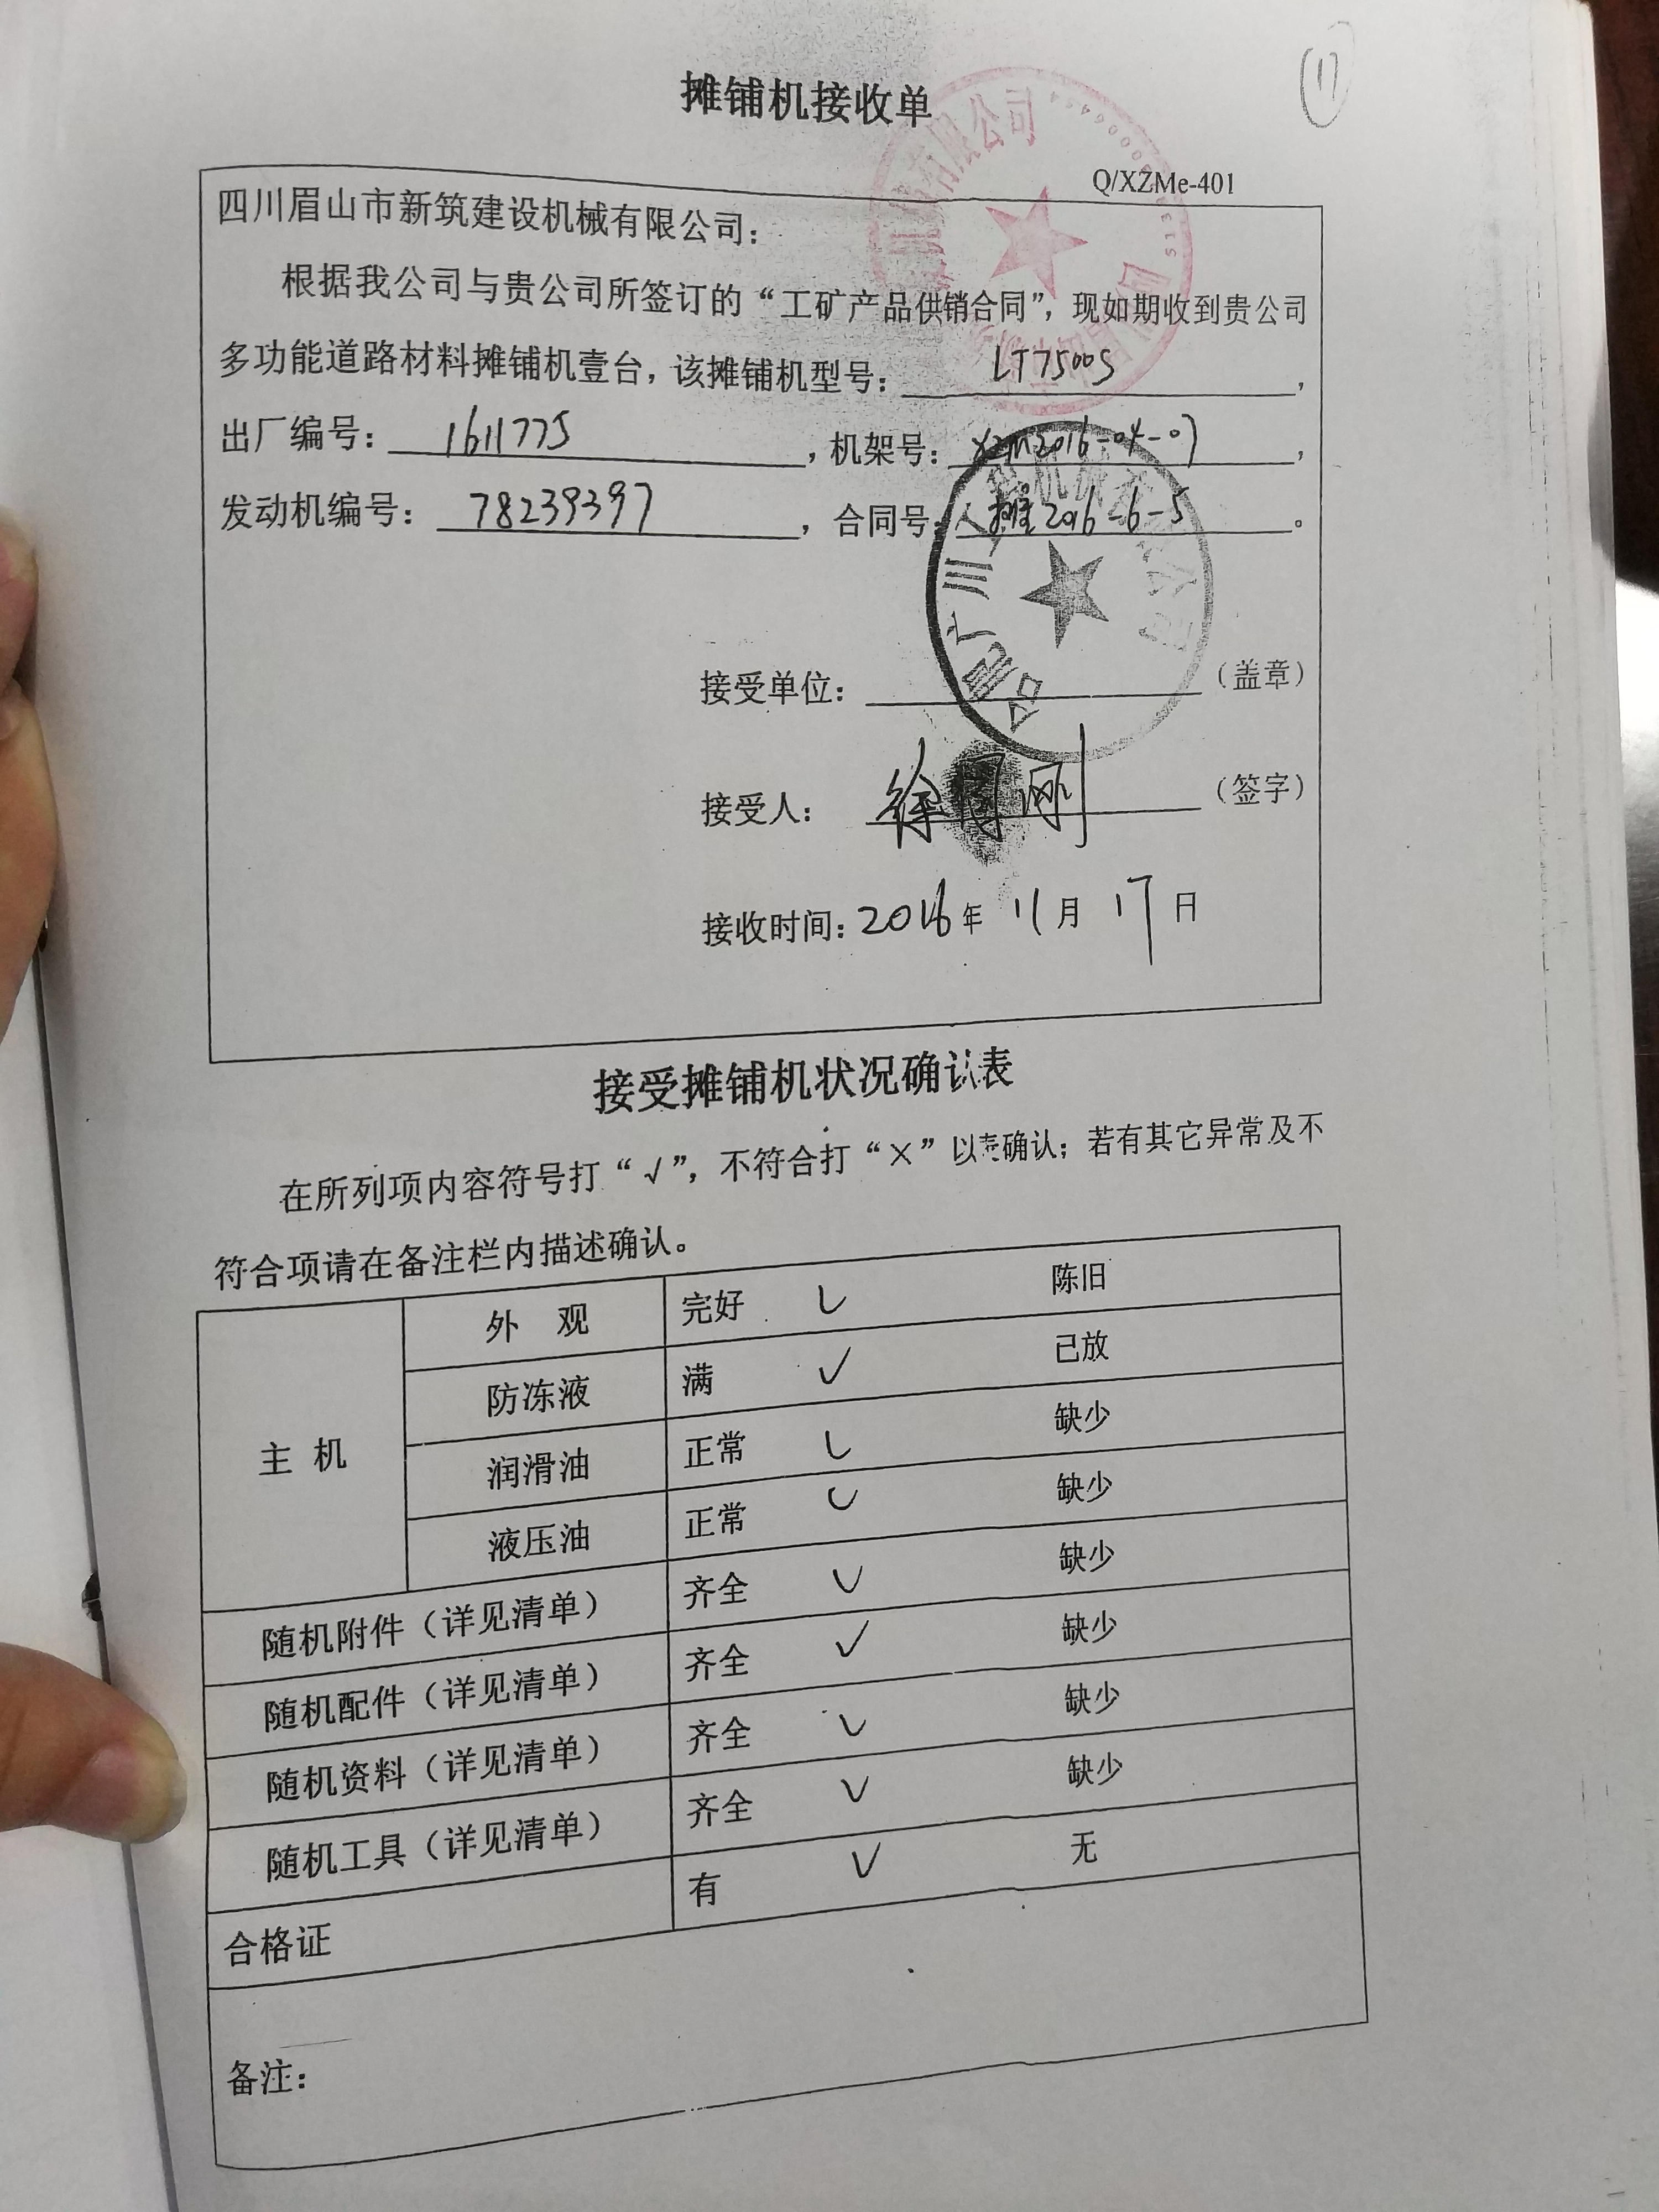 (17)
摊铺机接收单
Q/XZMe-401
四川眉山市新筑建设机械有限公司：
根据我公司与贵公司所签订的“工矿产品供销合同”，现如期收到贵公司
多功能道路材料摊铺机壹台，该摊铺机型号： LT7500S ，
出厂编号： 1611775 ，机架号： XZM2016-04-07 ，
发动机编号： 78239397 ，合同号： 2016-6-5 。
接受单位： （盖章）
接受人： 徐 刚 （签字）
接收时间：2016年 11月 17日
接受摊铺机状况确认表
在所列项内容符号打“√”，不符合打“×”以表确认；若有其它异常及不
符合项请在备注栏内描述确认。
主 机 外 观 完好 √ 陈旧
防冻液 满 √ 已放
润滑油 正常 √ 缺少
液压油 正常 √ 缺少
随机附件（详见清单） 齐全 √ 缺少
随机配件（详见清单） 齐全 √ 缺少
随机资料（详见清单） 齐全 √ 缺少
随机工具（详见清单） 齐全 √ 缺少
合格证 有 √ 无
备注：